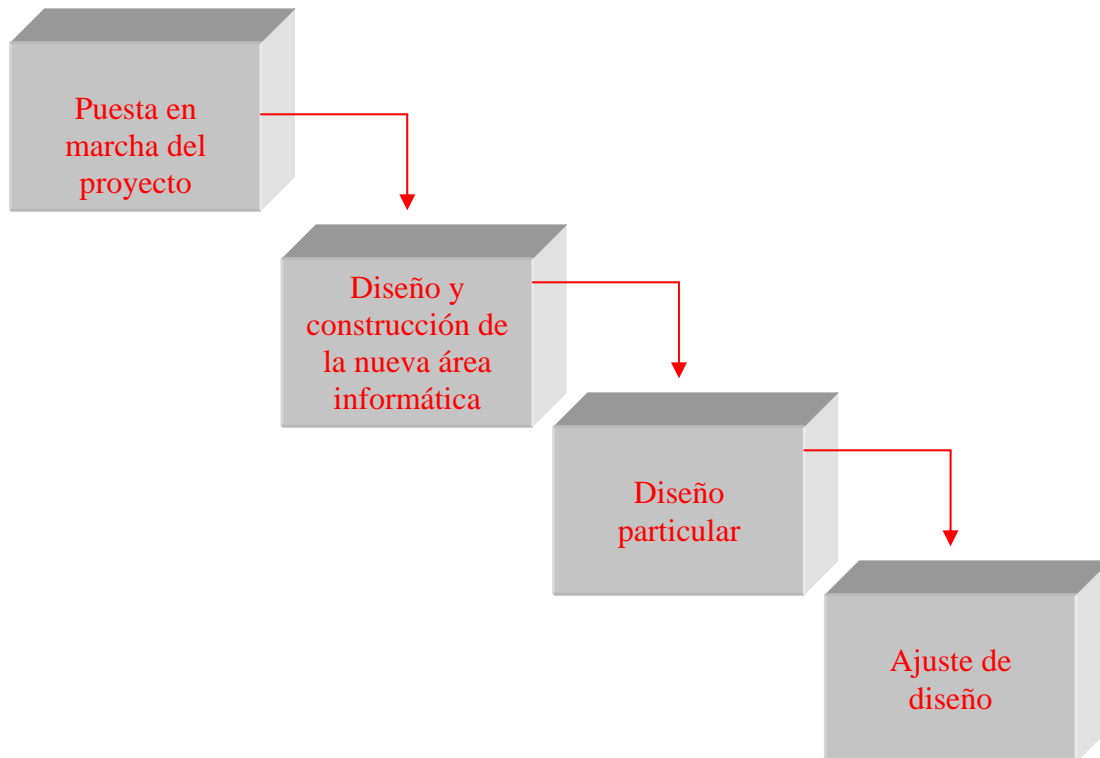 Puesta en
marcha del
proyecto
Diseño y
construcción de
la nueva área
informática
Diseño
particular
Ajuste de
diseño